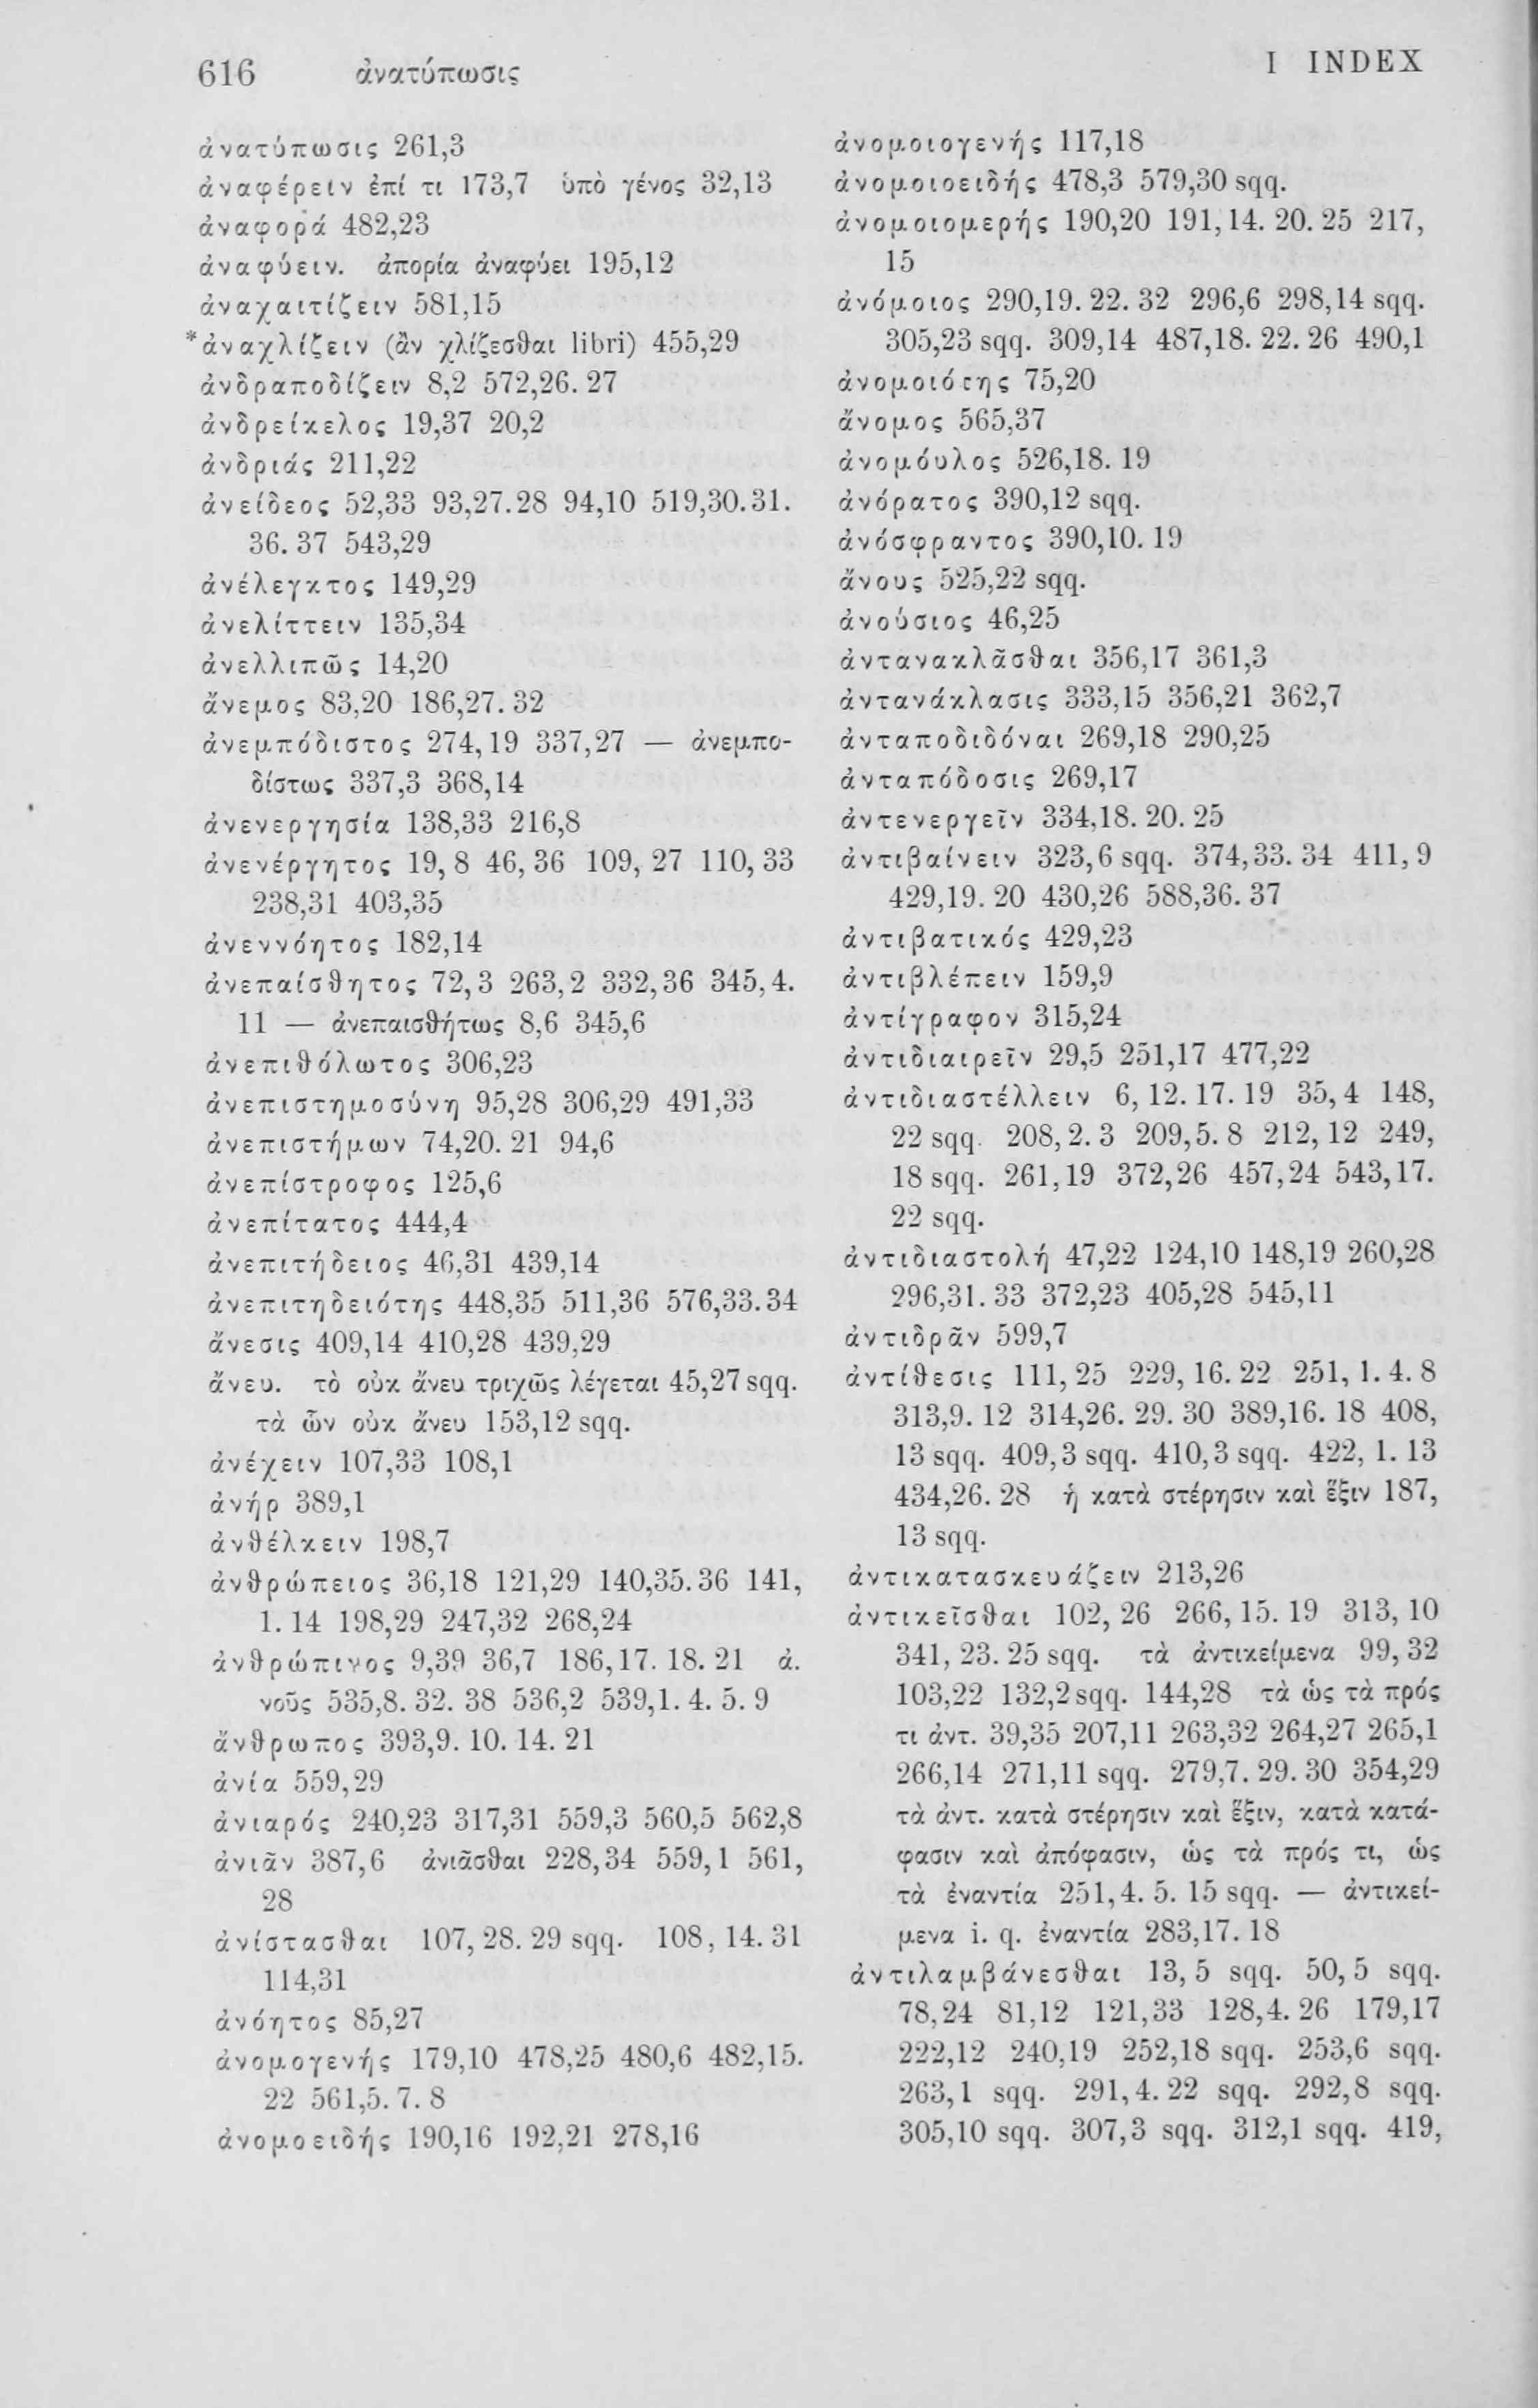 616 ἀνατύπωσις
I INDEX
ἀνατύπωσις 261,3
ἀναφέρειν ἐπί τι 173,7 ὑπὸ γένος 32,13
ἀναφορά 482,23
ἀναφύειν. ἀπορία ἀναφύει 195,12
ἀναχαιτίζειν 581,15
*ἀναχλίζειν (ἂν χλίζεσθαι libri) 455,29
ἀνδραποδίζειν 8,2 572,26. 27
ἀνδρείκελος 19,37 20,2
ἀνδριάς 211,22
ἀνείδεος 52,33 93,27.28 94,10 519,30.31.
36. 37 543,29
ἀνέλεγκτος 149,29
ἀνελίττειν 135,34
ἀνελλιπῶς 14,20
ἄνεμος 83,20 186,27. 32
ἀνεμπόδιστος 274,19 337,27 — ἀνεμπο-
δίστως 337,3 368,14
ἀνενεργησία 138,33 216,8
ἀνενέργητος 19, 8 46, 36 109, 27 110, 33
238,31 403,35
ἀνεννόητος 182,14
ἀνεπαίσθητος 72,3 263,2 332,36 345,4.
11 — ἀνεπαισθήτως 8,6 345,6
ἀνεπιθόλωτος 306,23
ἀνεπιστημοσύνη 95,28 306,29 491,33
ἀνεπιστήμων 74,20. 21 94,6
ἀνεπίστροφος 125,6
ἀνεπίτατος 444,4
ἀνεπιτήδειος 46,31 439,14
ἀνεπιτηδειότης 448,35 511,36 576,33.34
ἄνεσις 409,14 410,28 439,29
ἄνευ. τὸ οὐκ ἄνευ τριχῶς λέγεται 45,27 sqq.
τὰ ὧν οὐκ ἄνευ 153,12 sqq.
ἀνέχειν 107,33 108,1
ἀνήρ 389,1
ἀνθέλκειν 198,7
ἀνθρώπειος 36,18 121,29 140,35.36 141,
1. 14 198,29 247,32 268,24
ἀνθρώπινος 9,39 36,7 186,17. 18. 21 ἀ.
νοῦς 535,8. 32. 38 536,2 539,1. 4. 5. 9
ἄνθρωπος 393,9. 10. 14. 21
ἀνία 559,29
ἀνιαρός 240,23 317,31 559,3 560,5 562,8
ἀνιᾶν 387,6 ἀνιᾶσθαι 228,34 559,1 561,
28
ἀνίστασθαι 107, 28. 29 sqq. 108, 14. 31
114,31
ἀνόητος 85,27
ἀνομογενής 179,10 478,25 480,6 482,15.
22 561,5. 7. 8
ἀνομοειδής 190,16 192,21 278,16
ἀνομοιογενής 117,18
ἀνομοιοειδής 478,3 579,30 sqq.
ἀνομοιομερής 190,20 191,14. 20. 25 217,
15
ἀνόμοιος 290,19. 22. 32 296,6 298,14 sqq.
305,23 sqq. 309,14 487,18. 22. 26 490,1
ἀνομοιότης 75,20
ἄνομος 565,37
ἀνομόυλος 526,18. 19
ἀνόρατος 390,12 sqq.
ἀνόσφραντος 390,10. 19
ἄνους 525,22 sqq.
ἀνούσιος 46,25
ἀντανακλᾶσθαι 356,17 361,3
ἀντανάκλασις 333,15 356,21 362,7
ἀνταποδιδόναι 269,18 290,25
ἀνταπόδοσις 269,17
ἀντενεργεῖν 334,18. 20. 25
ἀντιβαίνειν 323,6 sqq. 374,33. 34 411, 9
429,19. 20 430,26 588,36. 37
ἀντιβατικός 429,23
ἀντιβλέπειν 159,9
ἀντίγραφον 315,24
ἀντιδιαιρεῖν 29,5 251,17 477,22
ἀντιδιαστέλλειν 6, 12. 17. 19 35, 4 148,
22 sqq. 208, 2. 3 209, 5. 8 212, 12 249,
18 sqq. 261,19 372,26 457,24 543,17.
22 sqq.
ἀντιδιαστολή 47,22 124,10 148,19 260,28
296,31. 33 372,23 405,28 545,11
ἀντιδρᾶν 599,7
ἀντίθεσις 111, 25 229, 16. 22 251, 1. 4. 8
313,9. 12 314,26. 29. 30 389,16. 18 408,
13 sqq. 409, 3 sqq. 410, 3 sqq. 422, 1. 13
434,26. 28 ἡ κατὰ στέρησιν καὶ ἕξιν 187,
13 sqq.
ἀντικατασκευάζειν 213,26
ἀντικεῖσθαι 102, 26 266, 15. 19 313, 10
341, 23. 25 sqq. τὰ ἀντικείμενα 99, 32
103,22 132,2 sqq. 144,28 τὰ ὡς τὰ πρός
τι ἀντ. 39,35 207,11 263,32 264,27 265,1
266,14 271,11 sqq. 279,7. 29. 30 354,29
τὰ ἀντ. κατὰ στέρησιν καὶ ἕξιν, κατὰ κατά-
φασιν καὶ ἀπόφασιν, ὡς τὰ πρός τι, ὡς
τὰ ἐναντία 251,4. 5. 15 sqq. — ἀντικεί-
μενα i. q. ἐναντία 283,17. 18
ἀντιλαμβάνεσθαι 13, 5 sqq. 50, 5 sqq.
78,24 81,12 121,33 128,4. 26 179,17
222,12 240,19 252,18 sqq. 253,6 sqq.
263,1 sqq. 291,4. 22 sqq. 292,8 sqq.
305,10 sqq. 307,3 sqq. 312,1 sqq. 419,